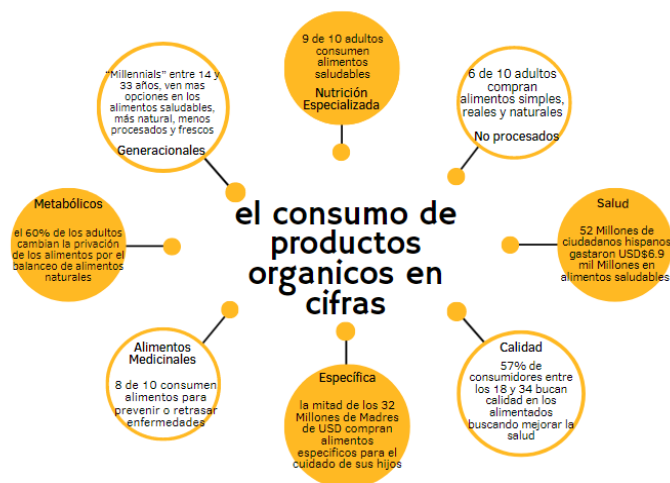 el consumo de
productos
organicos en
cifras
9 de 10 adultos
consumen
alimentos
saludables
Nutrición
Especializada
6 de 10 adultos
compran
alimentos simples,
reales y naturales
No procesados
Salud
52 Millones de
ciudadanos hispanos
gastaron USD$6.9
mil Millones en
alimentos saludables
Calidad
57% de
consumidores entre
los 18 y 34 bucan
calidad en los
alimentados
buscando mejorar la
salud
Específica
la mitad de los 32
Millones de Madres
de USD compran
alimentos
especificos para el
cuidado de sus hijos
Alimentos
Medicinales
8 de 10 consumen
alimentos para
prevenir o retrasar
enfermedades
Metabólicos
el 60% de los adultos
cambian la privación
de los alimentos por el
balanceo de alimentos
naturales
“Millennials” entre 14 y
33 años, ven mas
opciones en los
alimentos saludables,
más natural, menos
procesados y frescos
Generacionales